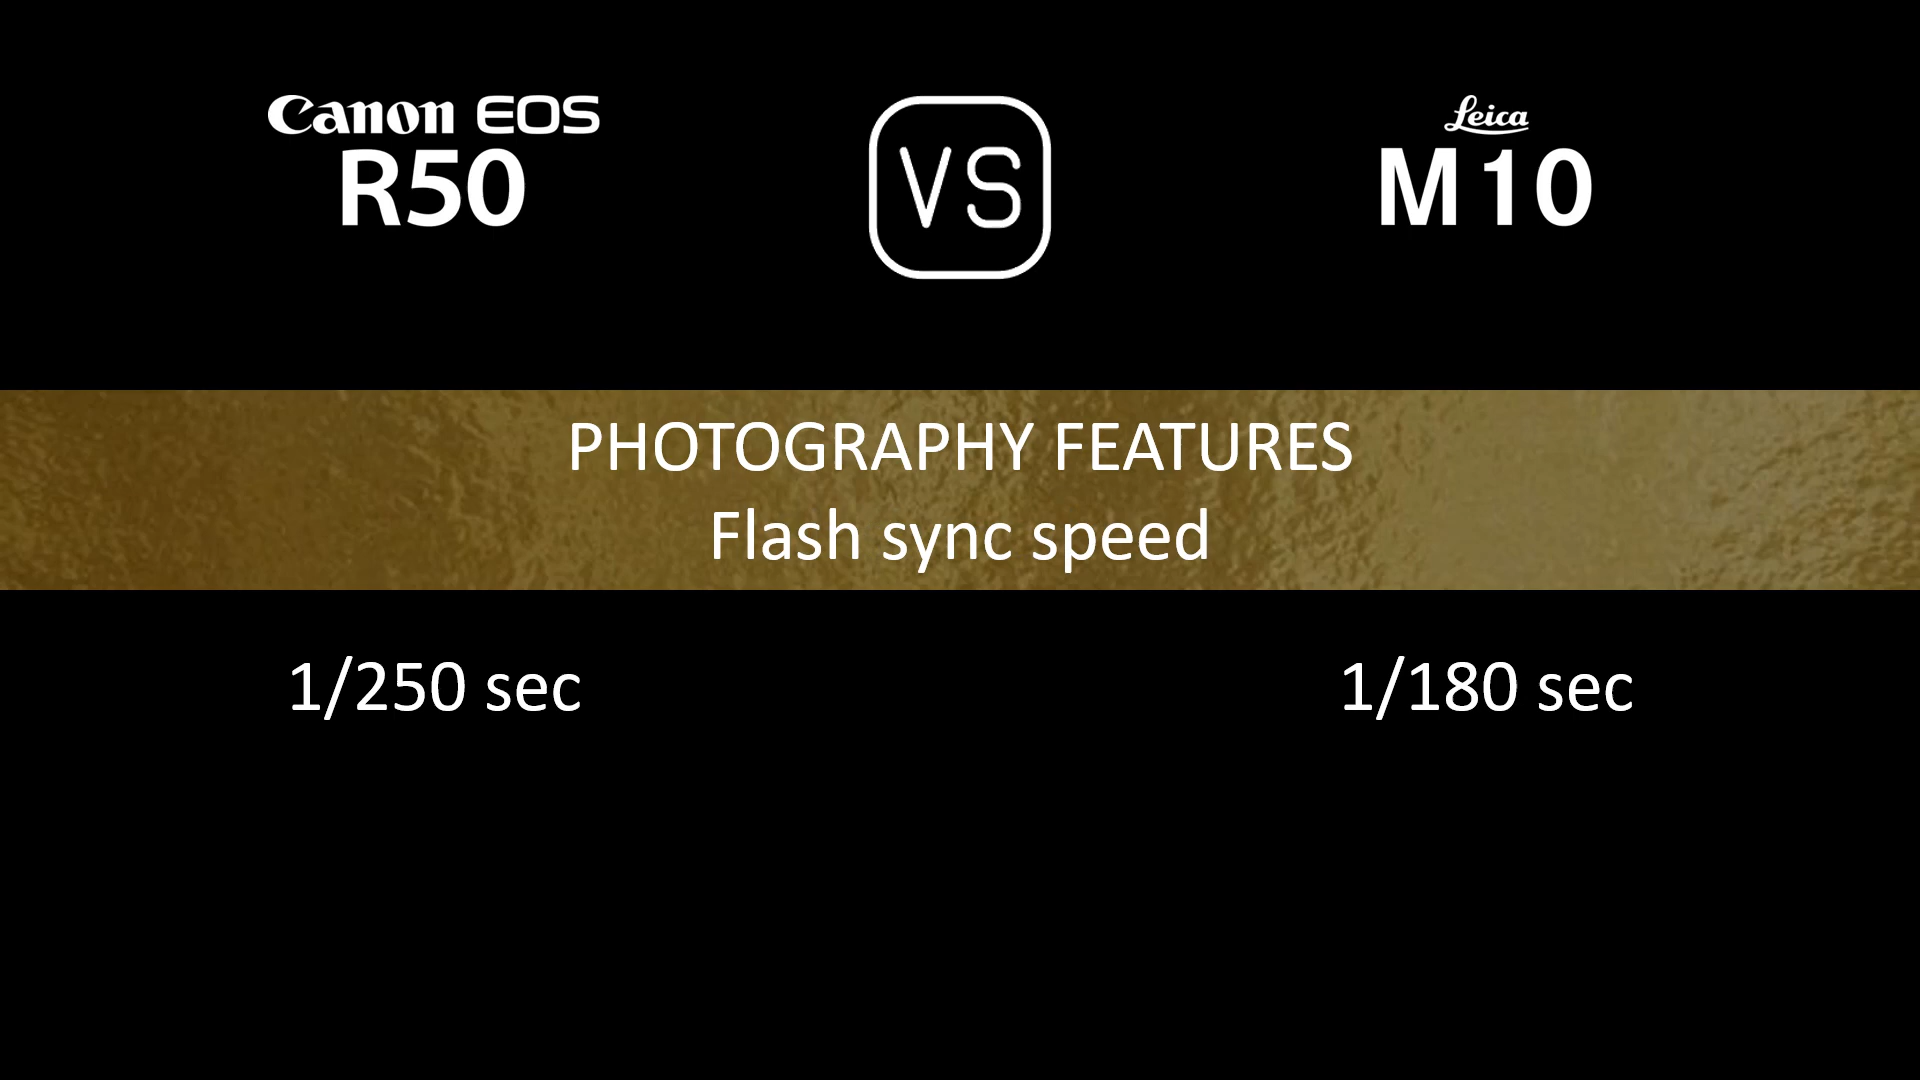 Canon EOS
R50
VS
Leica
M10
PHOTOGRAPHY FEATURES
Flash sync speed
1/250 sec
1/180 sec